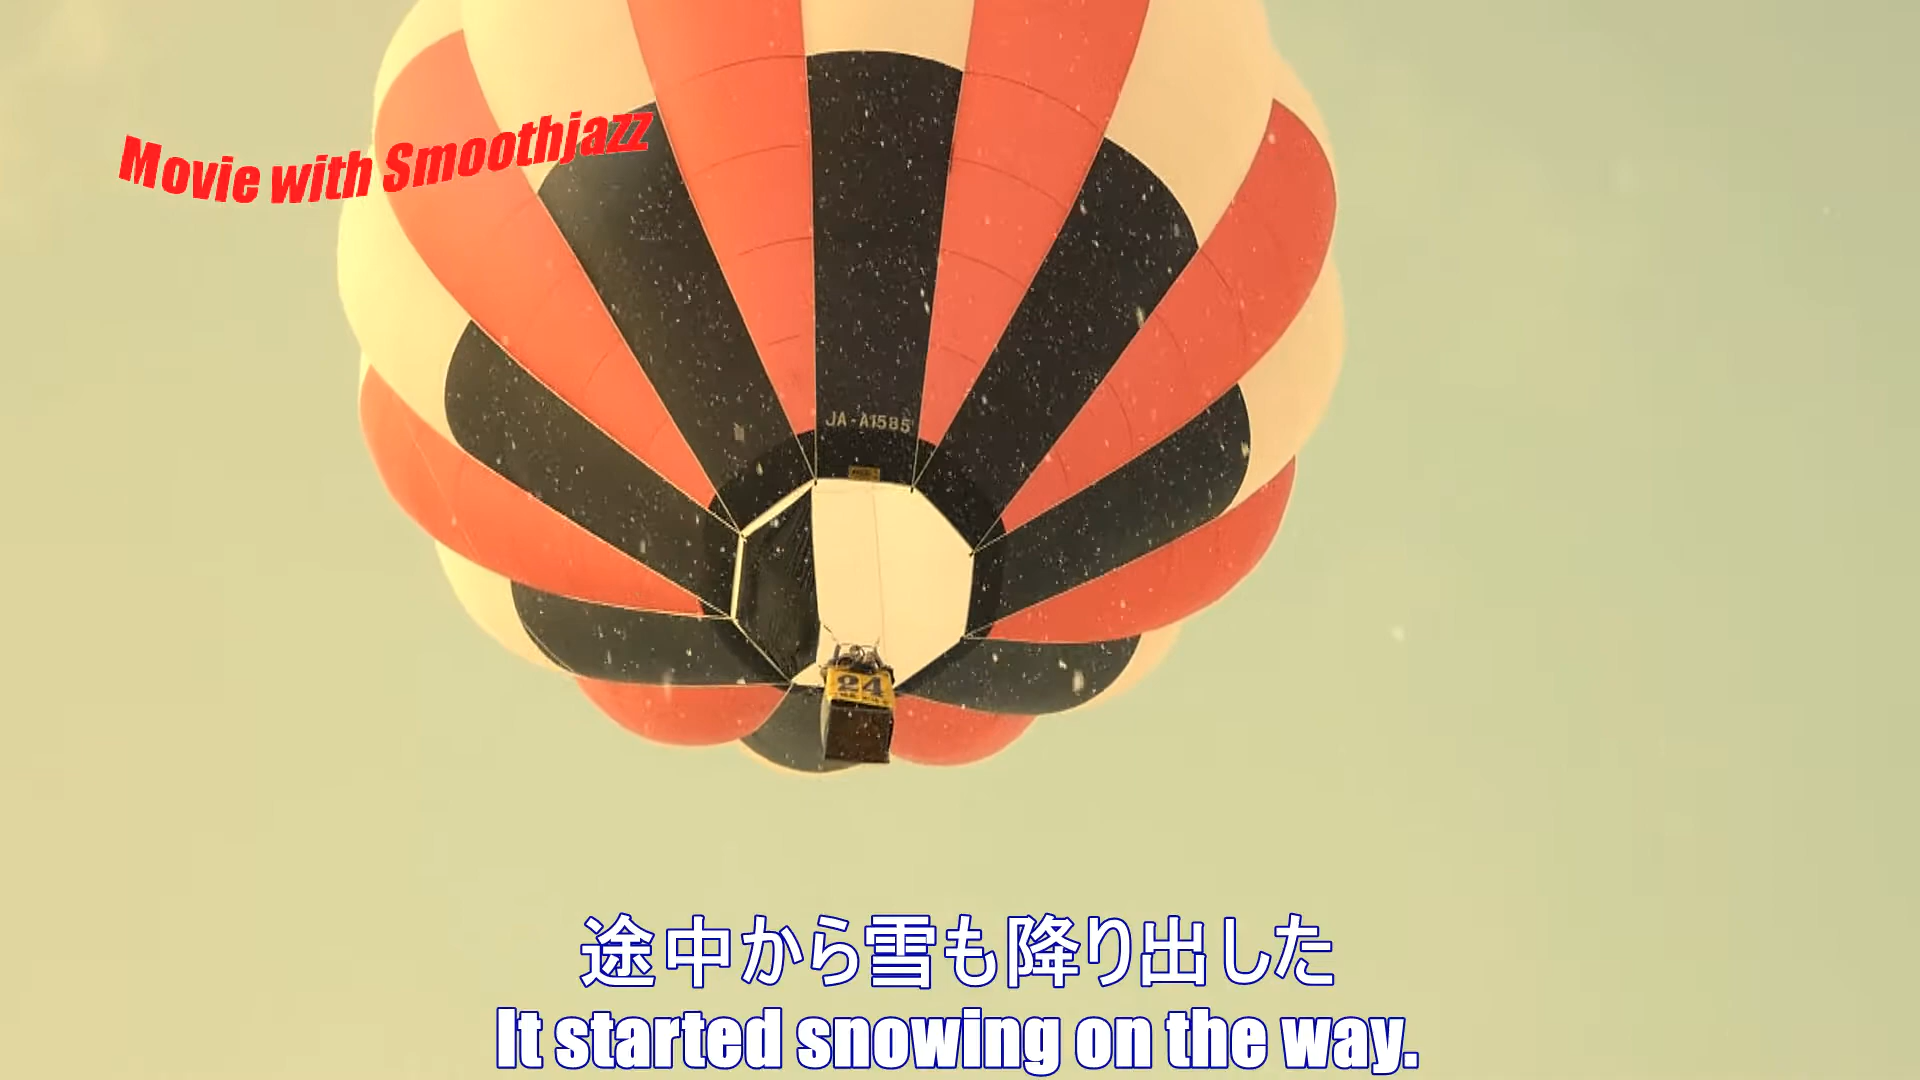 Movie with Smoothjazz
JA-A1585
24
途中から雪も降り出した
It started snowing on the way.